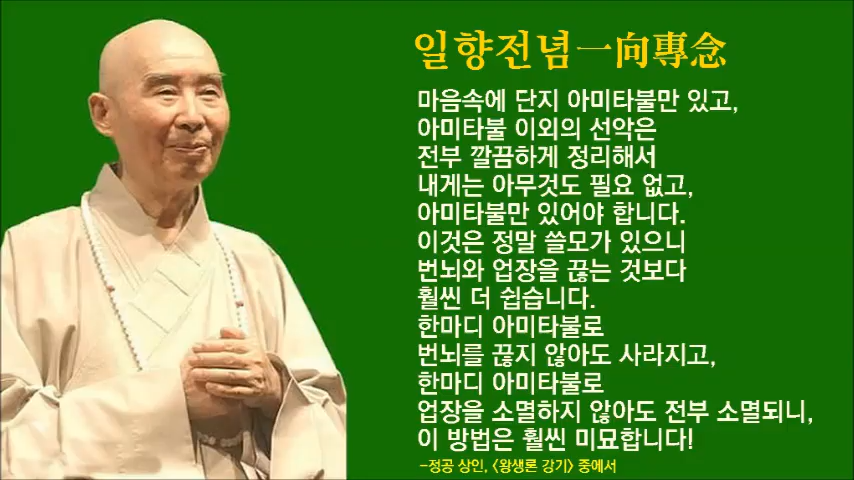 일향전념一向專念
마음속에 단지 아미타불만 있고,
아미타불 이외의 선악은
전부 깔끔하게 정리해서
내게는 아무것도 필요 없고,
아미타불만 있어야 합니다.
이것은 정말 쓸모가 있으니
번뇌와 업장을 끊는 것보다
훨씬 더 쉽습니다.
한마디 아미타불로
번뇌를 끊지 않아도 사라지고,
한마디 아미타불로
업장을 소멸하지 않아도 전부 소멸되니,
이 방법은 훨씬 미묘합니다!
-정공 상인, <왕생론 강기> 중에서